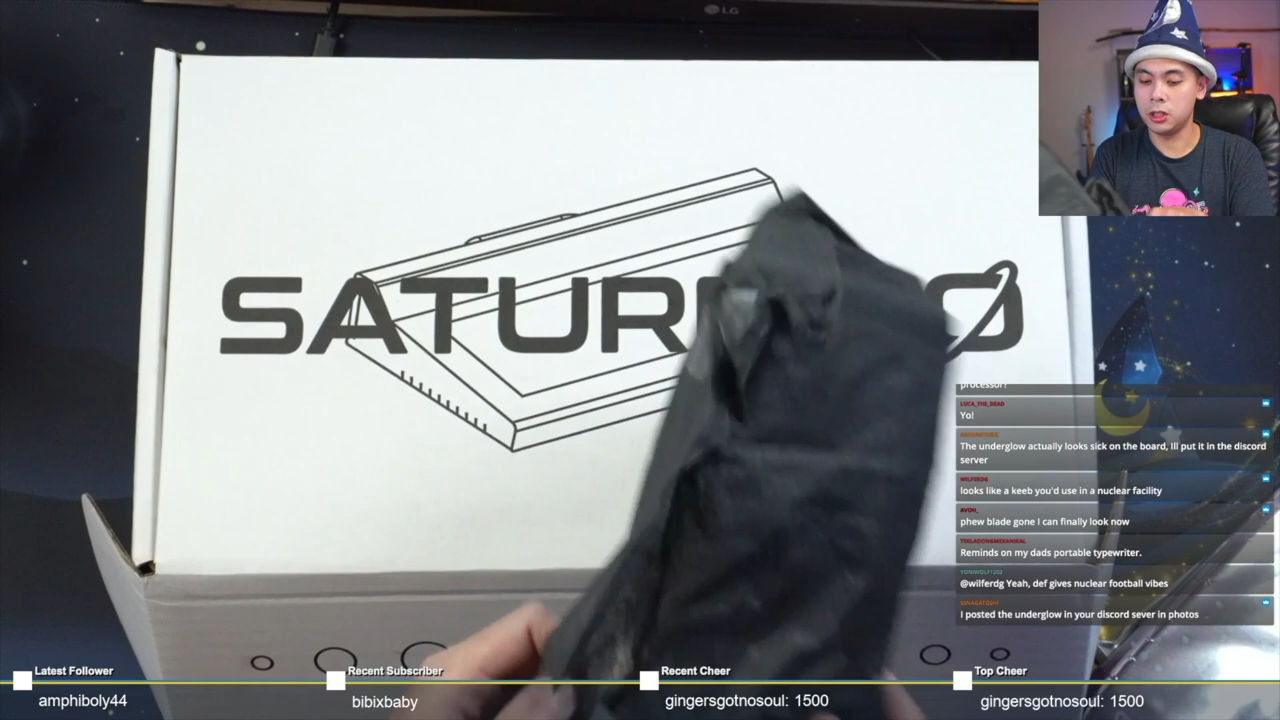 LG
SATUR
processor?
LUCA_THE_DEAD
Yo!
The underglow actually looks sick on the board, Ill put it in the discord
server
WILFERDG
looks like a keeb you'd use in a nuclear facility
phew blade gone I can finally look now
Reminds on my dads portable typewriter.
@wilferdg Yeah, def gives nuclear football vibes
I posted the underglow in your discord sever in photos
Latest Follower
Recent Subscriber
Recent Cheer
Top Cheer
amphiboly44
bibixbaby
gingersgotnosoul: 1500
gingersgotnosoul: 1500